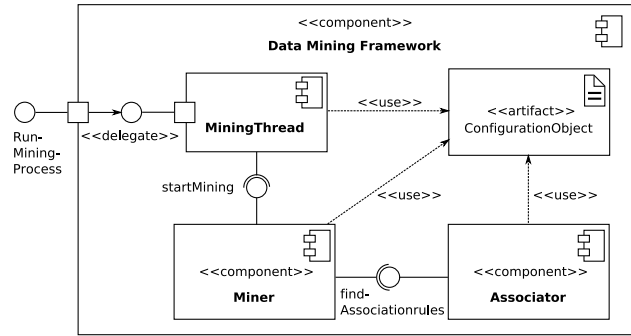 <<component>>
Data Mining Framework
MiningThread
<<use>>
<<artifact>>
ConfigurationObject
<<delegate>>
Run-
Mining-
Process
startMining
<<use>>
<<use>>
<<component>>
Miner
find-
Associationrules
<<component>>
Associator